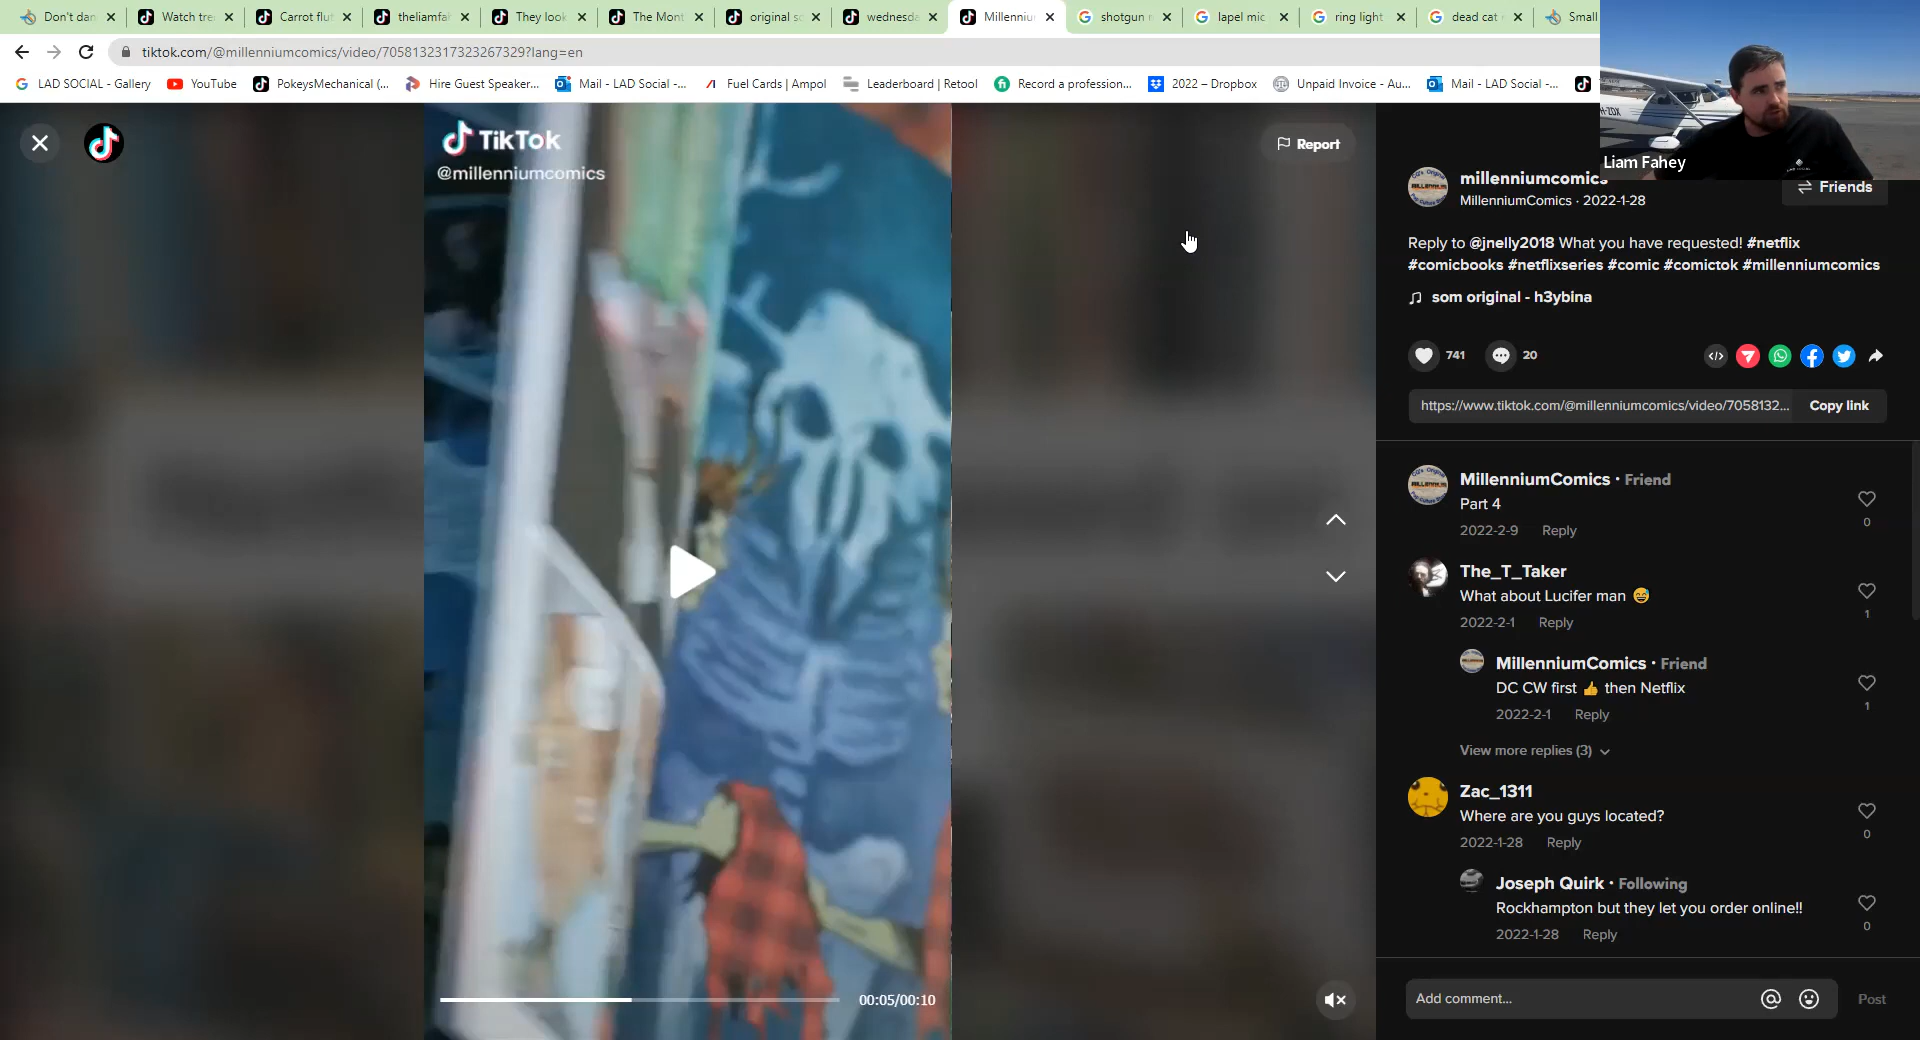 Don't dan
Watch tre
Carrot flut
theliamfah
They look
The Mont
original so
wednesda
Millenniu
shotgun m
lapel mic
ring light
dead cat
Small
tiktok.com/@millenniumcomics/video/7058132317323267329?lang=en
LAD SOCIAL - Gallery
YouTube
PokeysMechanical (...
Hire Guest Speaker...
Mail - LAD Social -...
Fuel Cards | Ampol
Leaderboard | Retool
Record a profession...
2022 – Dropbox
Unpaid Invoice - Au...
Mail - LAD Social -...
Liam Fahey
TikTok
@millenniumcomics
Report
millenniumcomics
MillenniumComics · 2022-1-28
Friends
Reply to @jnelly2018 What you have requested! #netflix
#comicbooks #netflixseries #comic #comictok #millenniumcomics
som original - h3ybina
741
20
https://www.tiktok.com/@millenniumcomics/video/7058132...
Copy link
MillenniumComics · Friend
Part 4
2022-2-9 Reply
0
The_T_Taker
What about Lucifer man 😅
2022-2-1 Reply
1
MillenniumComics · Friend
DC CW first 👍 then Netflix
2022-2-1 Reply
1
View more replies (3)
Zac_1311
Where are you guys located?
2022-1-28 Reply
0
Joseph Quirk · Following
Rockhampton but they let you order online!!
2022-1-28 Reply
0
00:05/00:10
Add comment...
Post